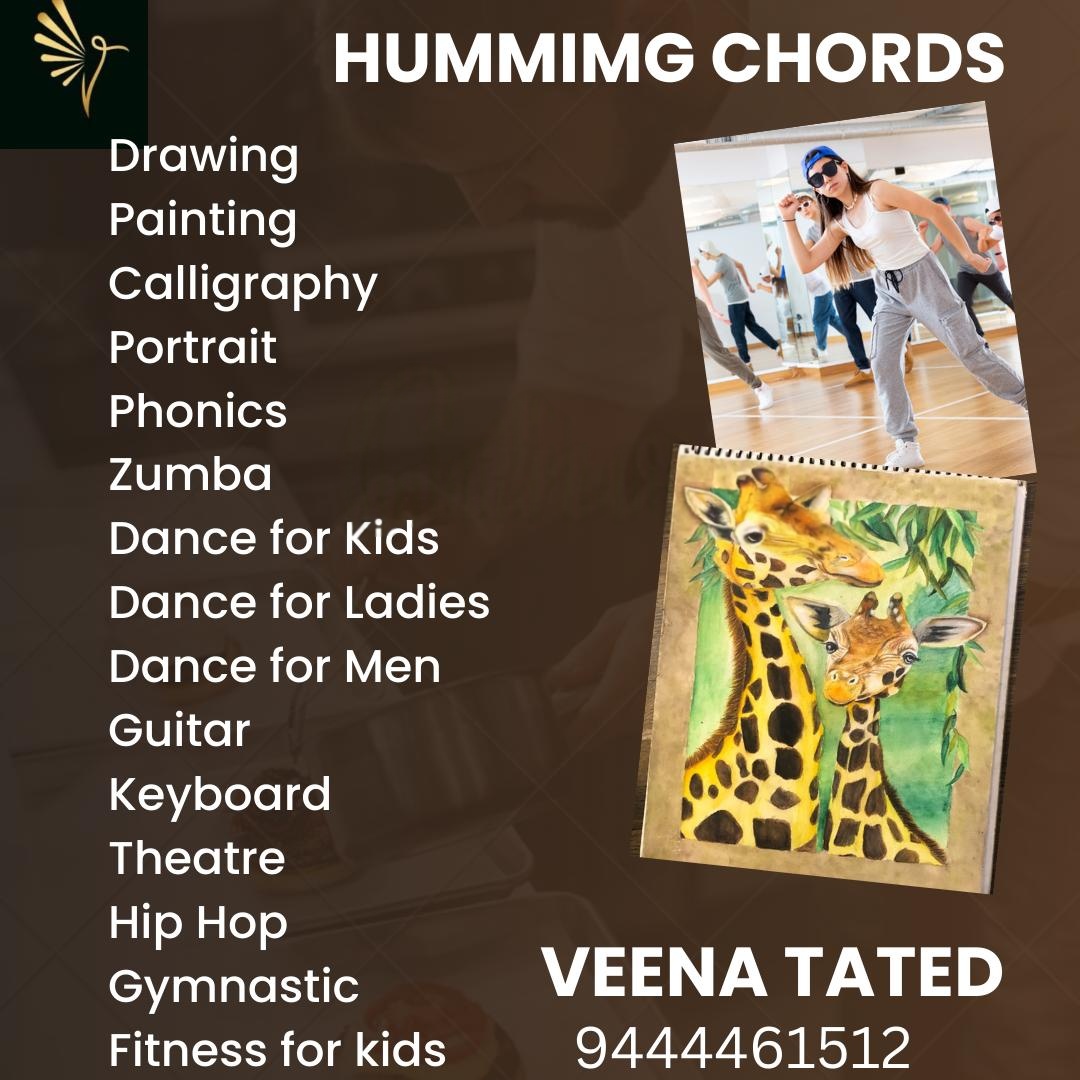 HUMMIMG CHORDS
Drawing
Painting
Calligraphy
Portrait
Phonics
Zumba
Dance for Kids
Dance for Ladies
Dance for Men
Guitar
Keyboard
Theatre
Hip Hop
Gymnastic
Fitness for kids
VEENA TATED
9444461512